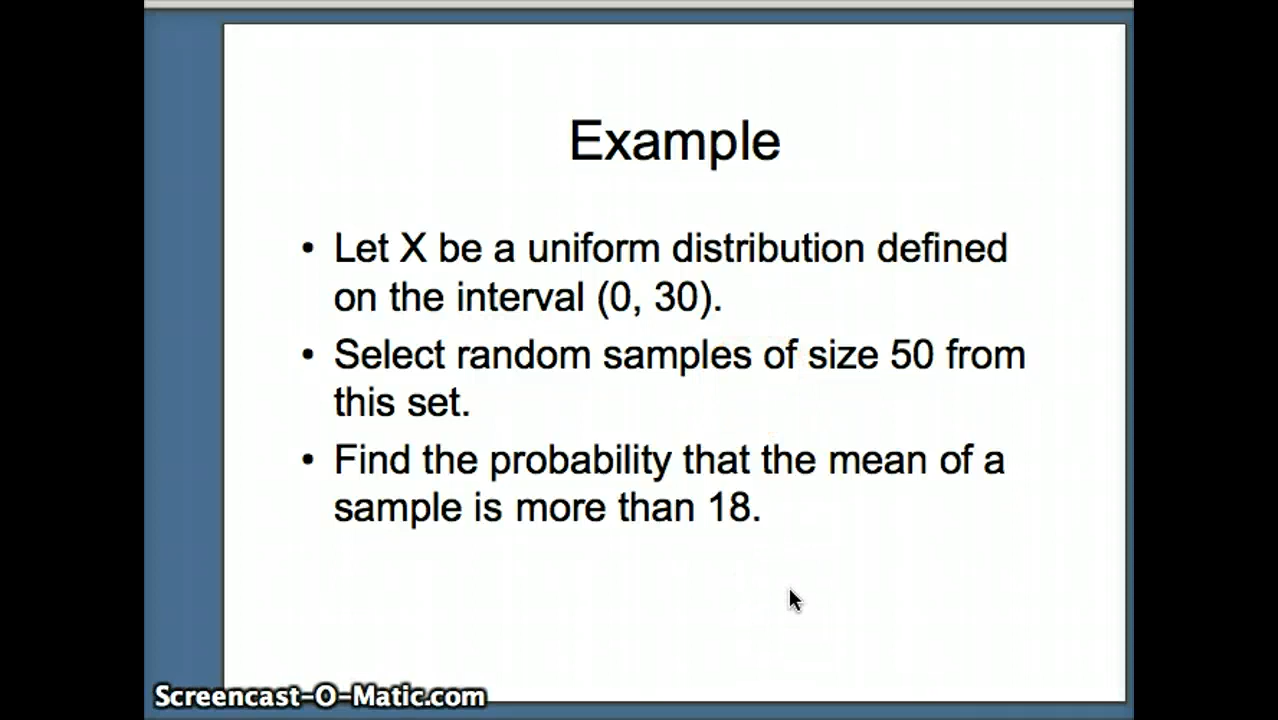 Example
• Let X be a uniform distribution defined
on the interval (0, 30).
• Select random samples of size 50 from
this set.
• Find the probability that the mean of a
sample is more than 18.
Screencast-O-Matic.com